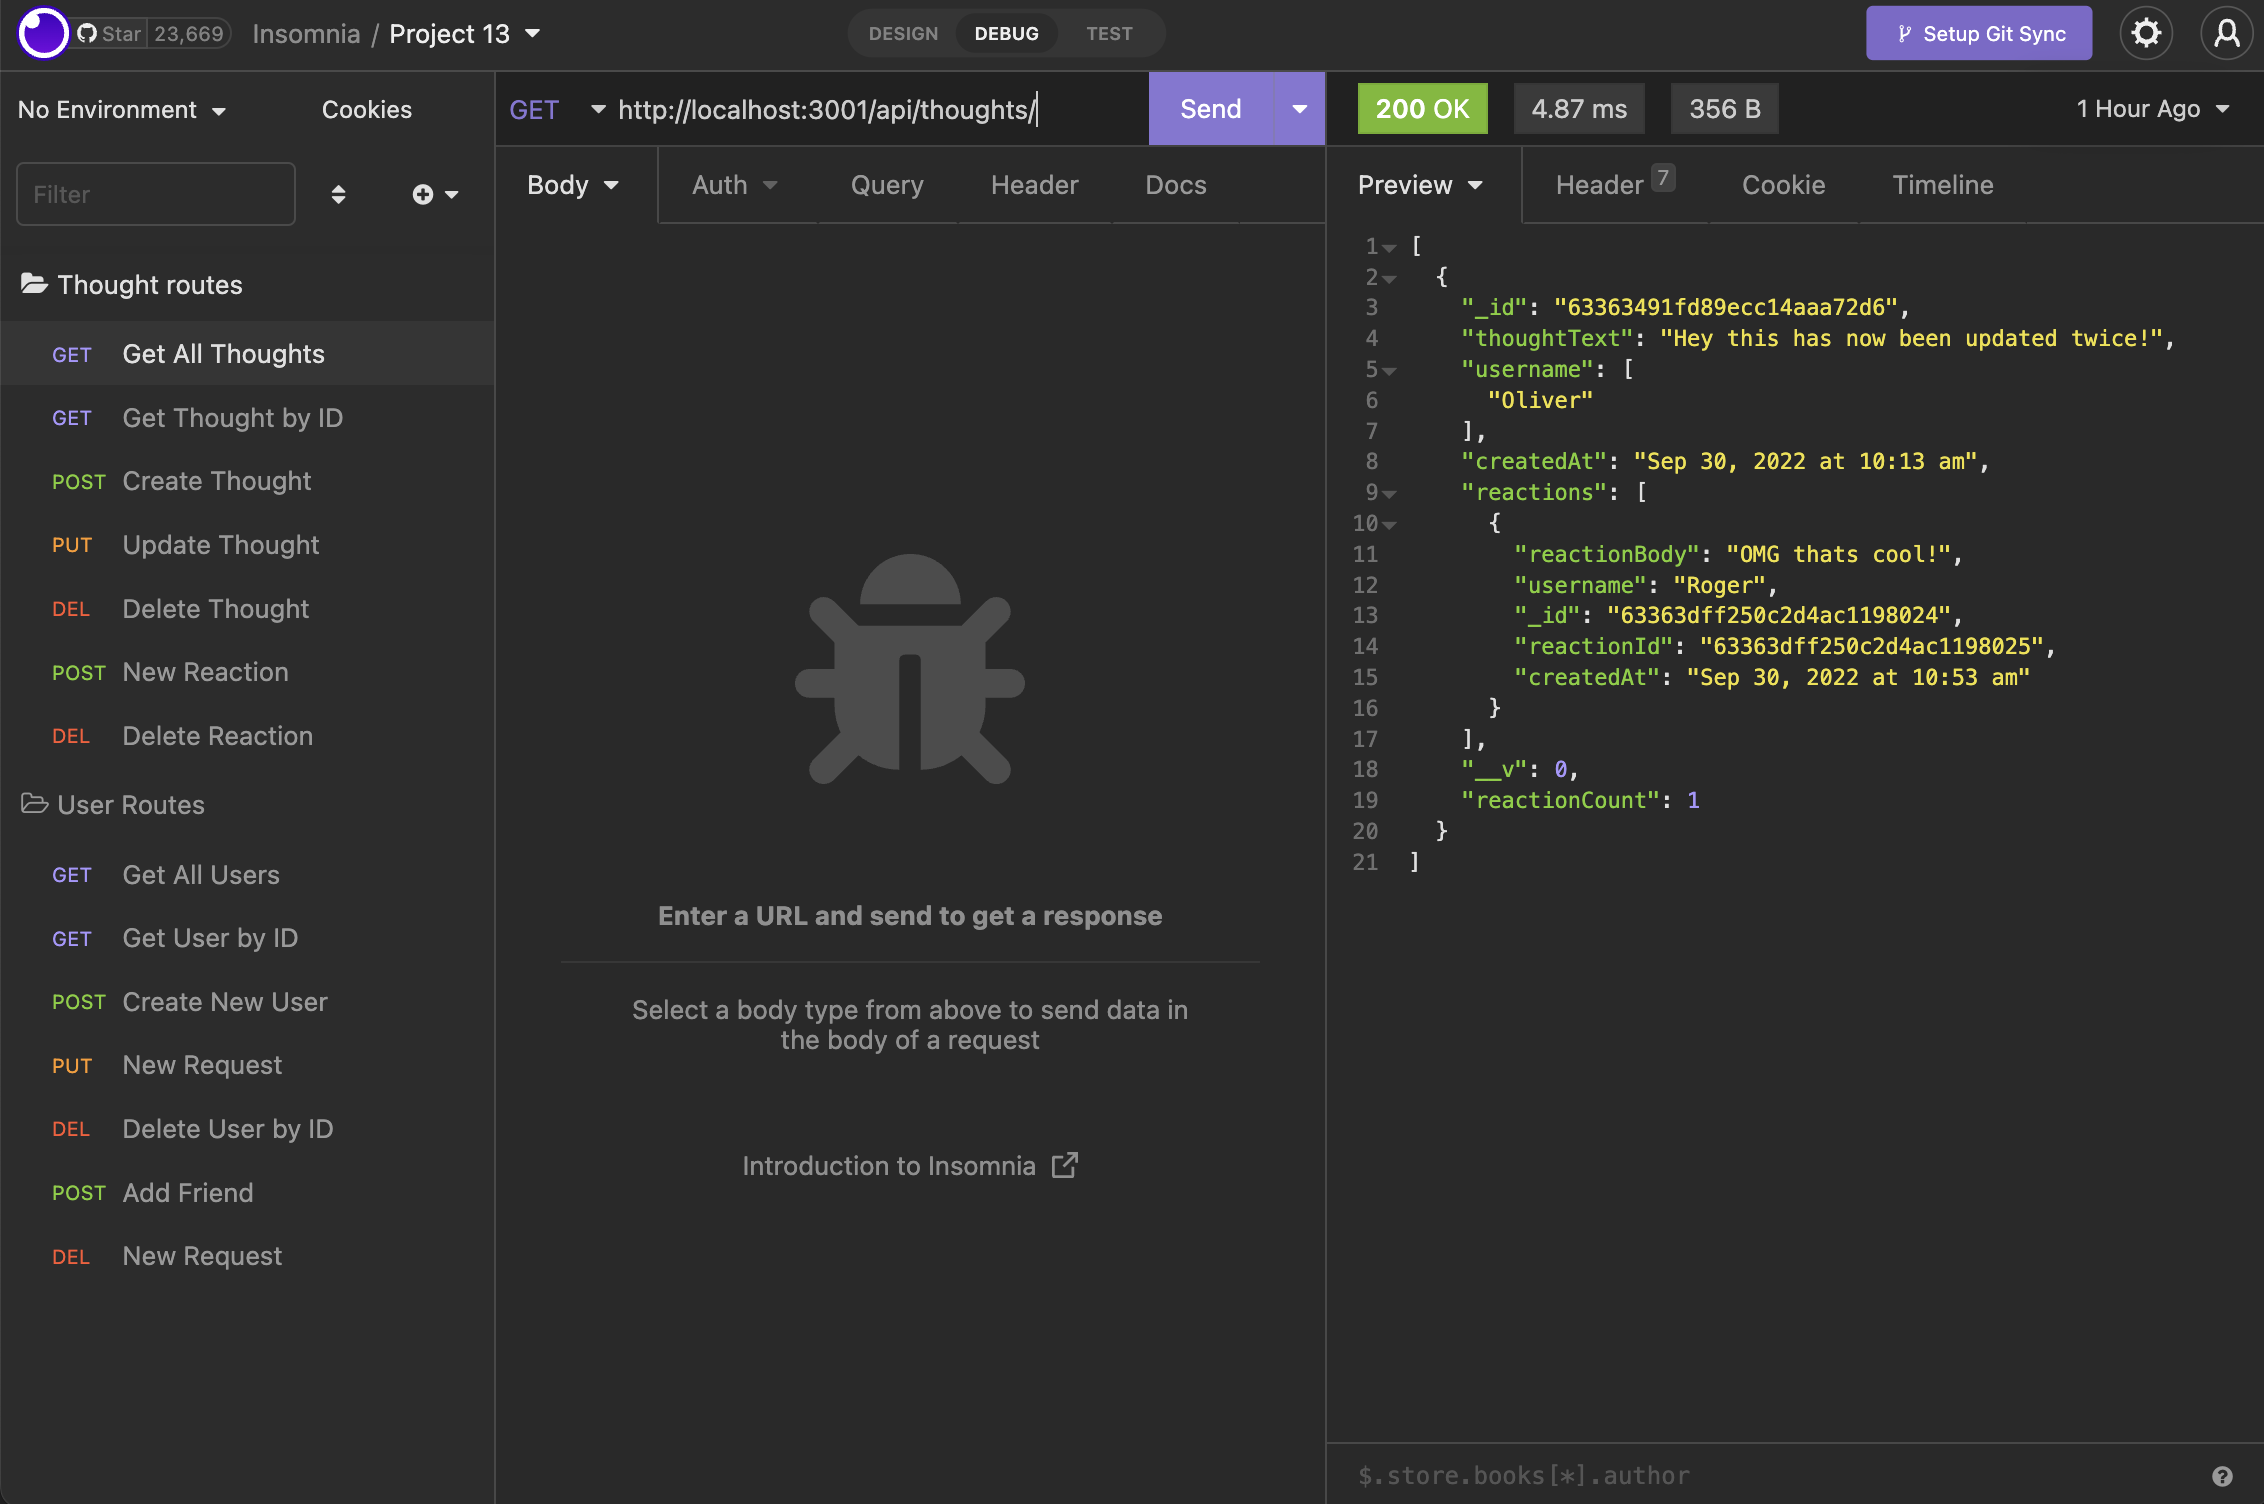 Star 23,669 Insomnia / Project 13
DESIGN DEBUG TEST
Setup Git Sync
No Environment Cookies
Filter
Thought routes
GET Get All Thoughts
GET Get Thought by ID
POST Create Thought
PUT Update Thought
DEL Delete Thought
POST New Reaction
DEL Delete Reaction
User Routes
GET Get All Users
GET Get User by ID
POST Create New User
PUT New Request
DEL Delete User by ID
POST Add Friend
DEL New Request
GET http://localhost:3001/api/thoughts/ Send
Body Auth Query Header Docs
Enter a URL and send to get a response
Select a body type from above to send data in
the body of a request
Introduction to Insomnia
200 OK 4.87 ms 356 B 1 Hour Ago
Preview Header 7 Cookie Timeline
1 [
2 {
3 "_id": "63363491fd89ecc14aaa72d6",
4 "thoughtText": "Hey this has now been updated twice!",
5 "username": [
6 "Oliver"
7 ],
8 "createdAt": "Sep 30, 2022 at 10:13 am",
9 "reactions": [
10 {
11 "reactionBody": "OMG thats cool!",
12 "username": "Roger",
13 "_id": "63363dff250c2d4ac1198024",
14 "reactionId": "63363dff250c2d4ac1198025",
15 "createdAt": "Sep 30, 2022 at 10:53 am"
16 }
17 ],
18 "__v": 0,
19 "reactionCount": 1
20 }
21 ]
$.store.books[*].author